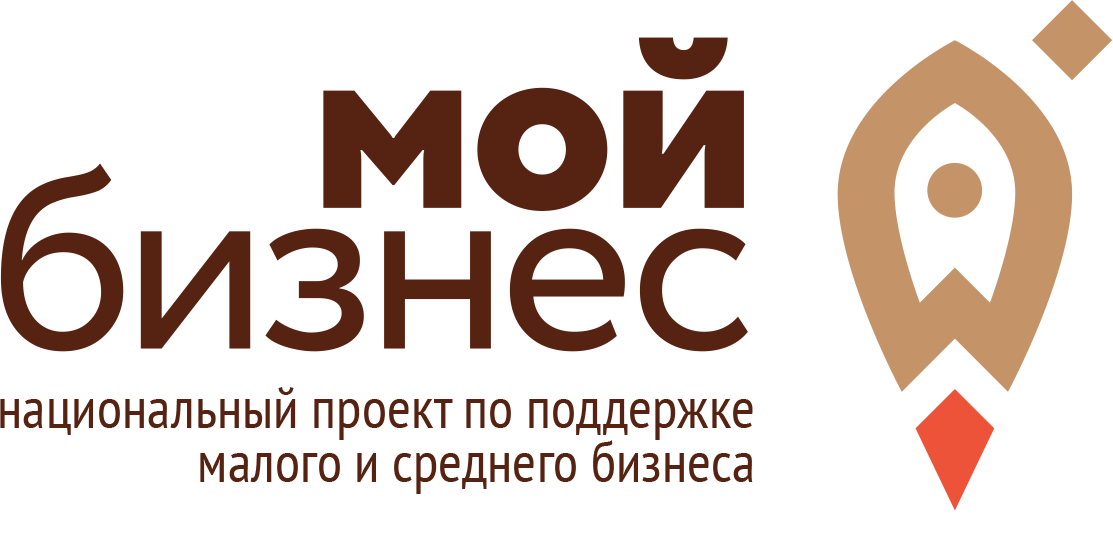 мой
бизнес
национальный проект по поддержке
малого и среднего бизнеса